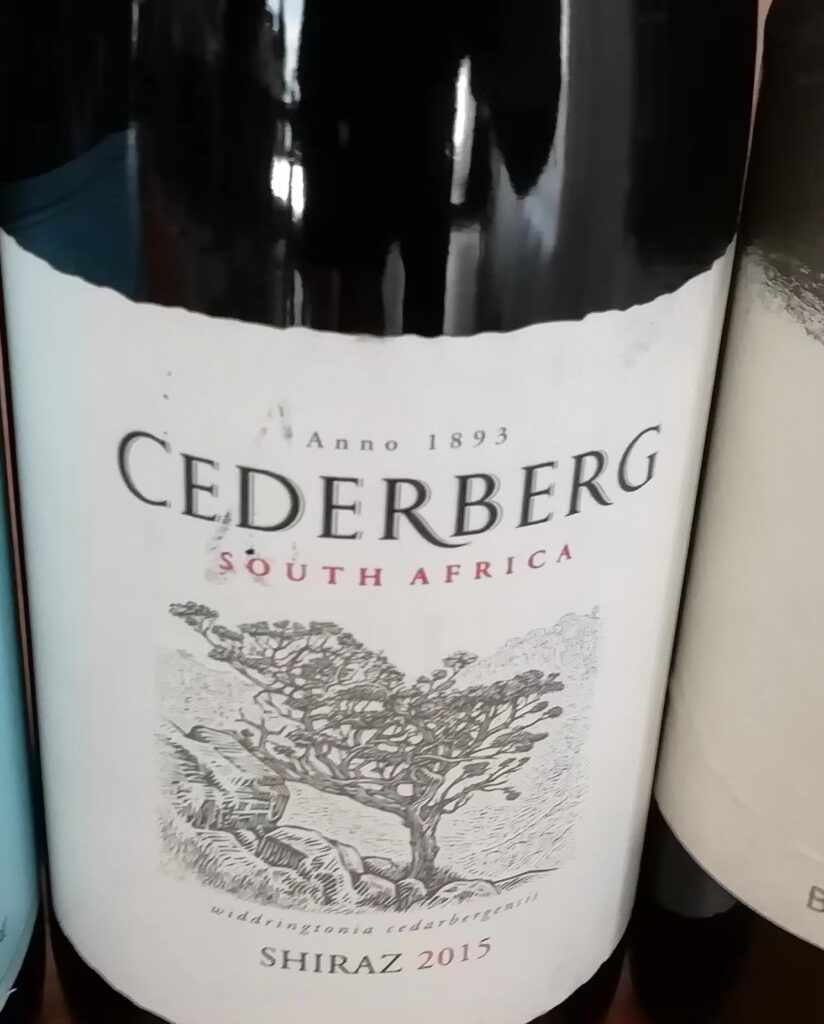 Anno 1893
CEDERBERG
SOUTH AFRICA
widdringtonia cedarbergensis
SHIRAZ 2015
B